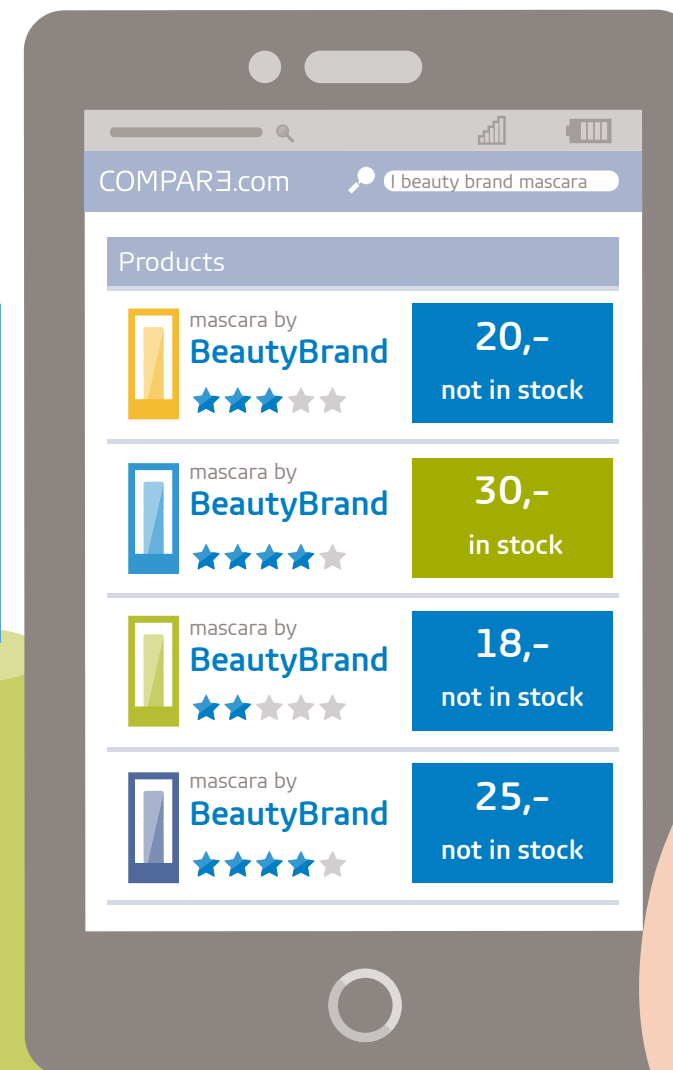 COMPARƎ.com
I beauty brand mascara
Products
mascara by
BeautyBrand
20,-
not in stock
mascara by
BeautyBrand
30,-
in stock
mascara by
BeautyBrand
18,-
not in stock
mascara by
BeautyBrand
25,-
not in stock